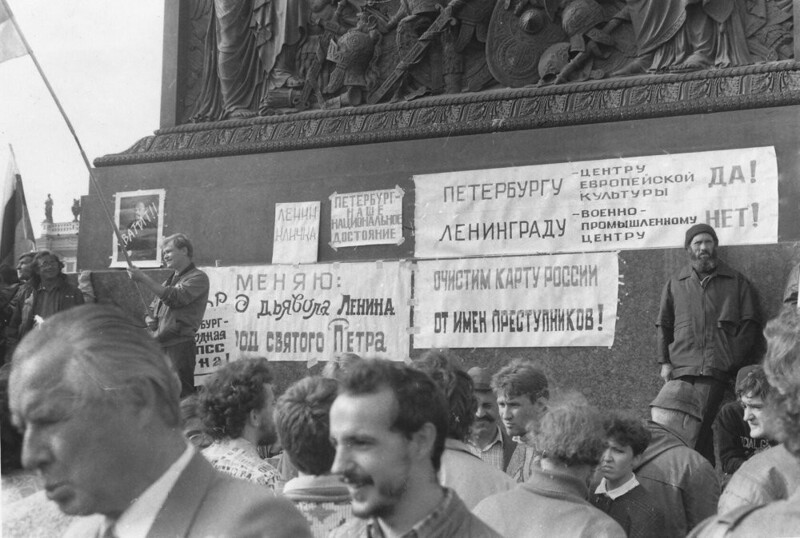 ЛЕНИН
КЛИЧКА
ПЕТЕРБУРГ-
НАШЕ
НАЦИОНАЛЬНОЕ
ДОСТОЯНИЕ
ПЕТЕРБУРГУ -ЦЕНТРУ ЕВРОПЕЙСКОЙ КУЛЬТУРЫ ДА!
ЛЕНИНГРАДУ -ВОЕННО-ПРОМЫШЛЕННОМУ ЦЕНТРУ НЕТ!
МЕНЯЮ:
ДЬЯВОЛА ЛЕНИНА
СВЯТОГО ПЕТРА
ОЧИСТИМ КАРТУ РОССИИ
ОТ ИМЕН ПРЕСТУПНИКОВ!